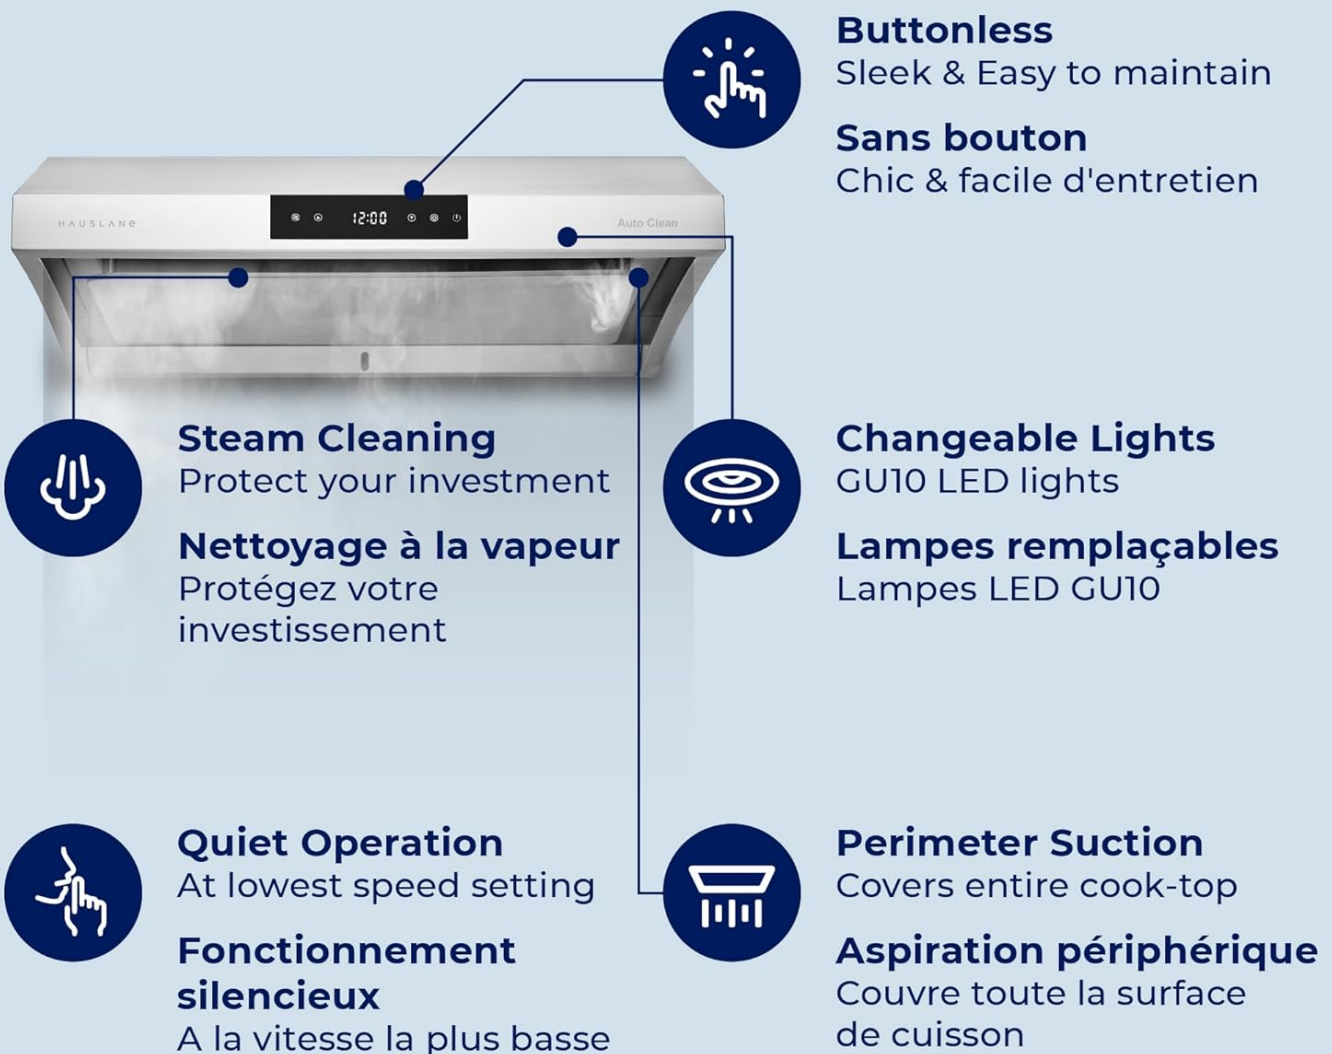 Buttonless
Sleek & Easy to maintain
Sans bouton
Chic & facile d'entretien
HAUSLANe
12:00
Auto Clean
Steam Cleaning
Protect your investment
Nettoyage à la vapeur
Protégez votre
investissement
Changeable Lights
GU10 LED lights
Lampes remplaçables
Lampes LED GU10
Quiet Operation
At lowest speed setting
Fonctionnement
silencieux
A la vitesse la plus basse
Perimeter Suction
Covers entire cook-top
Aspiration périphérique
Couvre toute la surface
de cuisson